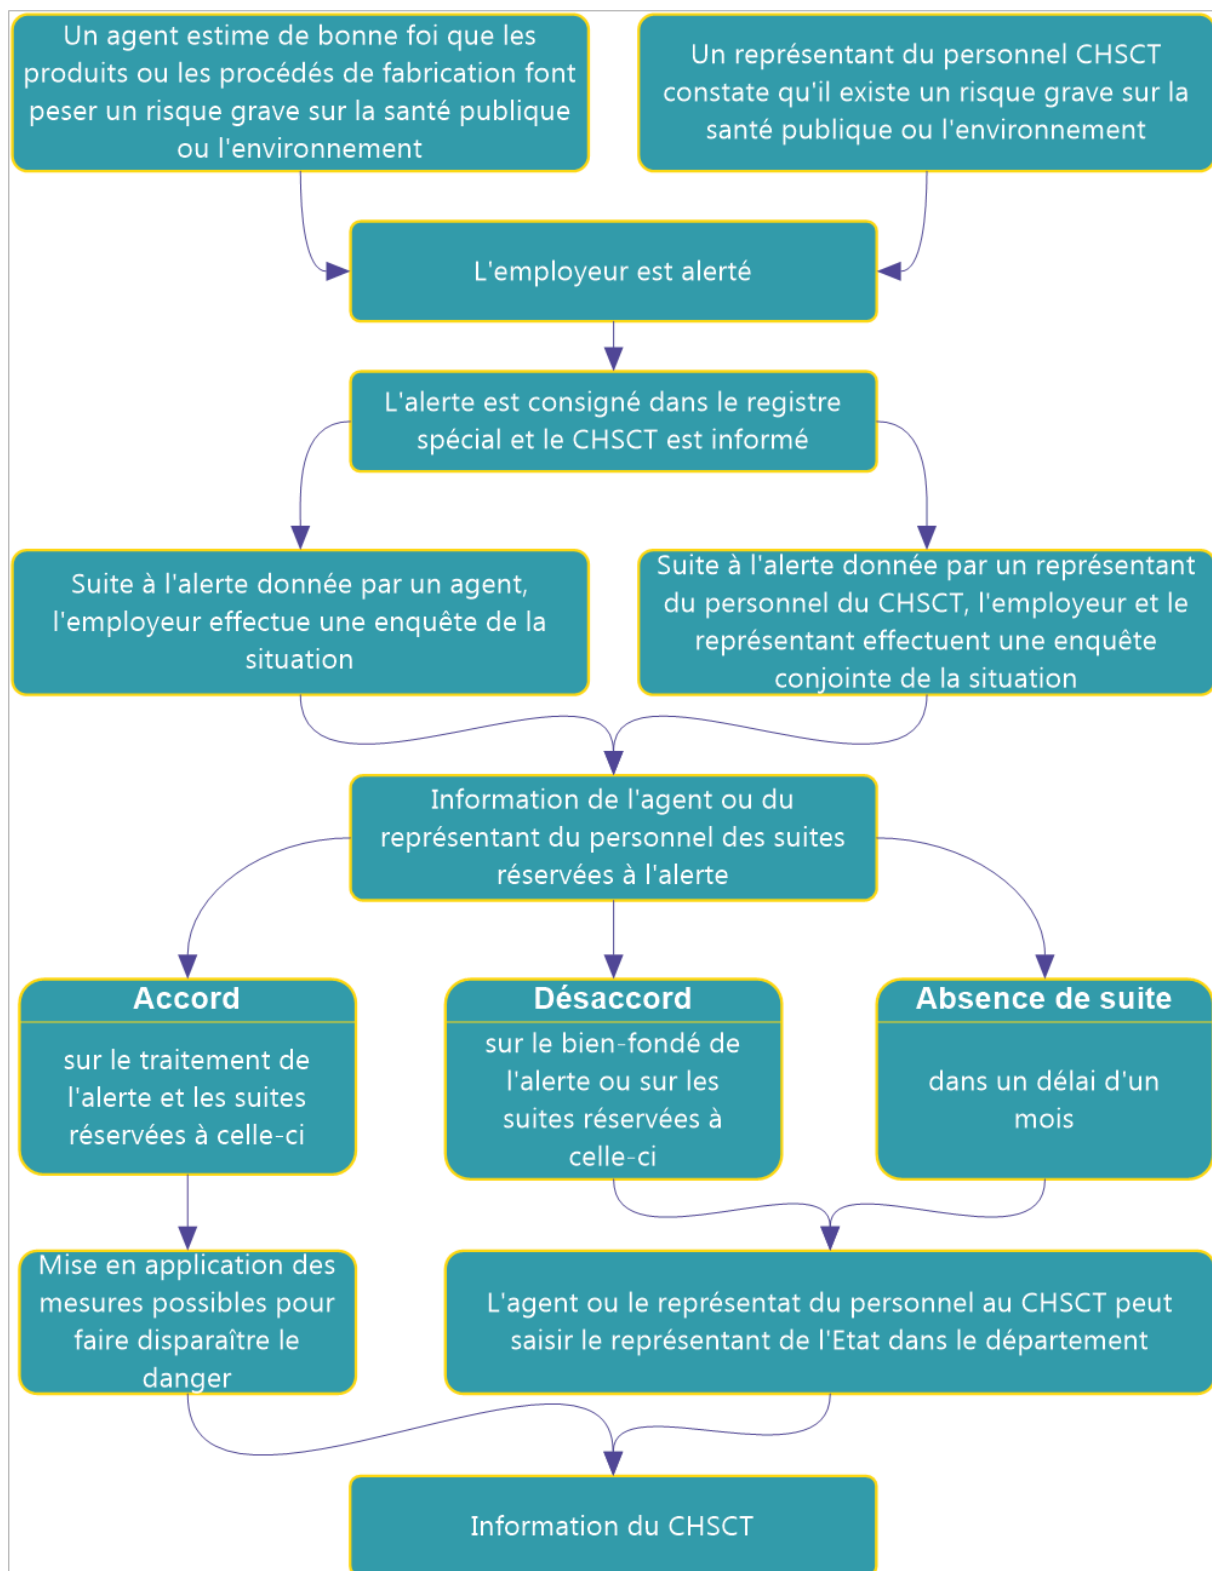 Un agent estime de bonne foi que les
produits ou les procédés de fabrication font
peser un risque grave sur la santé publique
ou l'environnement
Un représentant du personnel CHSCT
constate qu'il existe un risque grave sur la
santé publique ou l'environnement
L'employeur est alerté
L'alerte est consigné dans le registre
spécial et le CHSCT est informé
Suite à l'alerte donnée par un agent,
l'employeur effectue une enquête de la
situation
Suite à l'alerte donnée par un représentant
du personnel du CHSCT, l'employeur et le
représentant effectuent une enquête
conjointe de la situation
Information de l'agent ou du
représentant du personnel des suites
réservées à l'alerte
Accord
sur le traitement de
l'alerte et les suites
réservées à celle-ci
Désaccord
sur le bien-fondé de
l'alerte ou sur les
suites réservées à
celle-ci
Absence de suite
dans un délai d'un
mois
Mise en application des
mesures possibles pour
faire disparaître le
danger
L'agent ou le représentat du personnel au CHSCT peut
saisir le représentant de l'Etat dans le département
Information du CHSCT